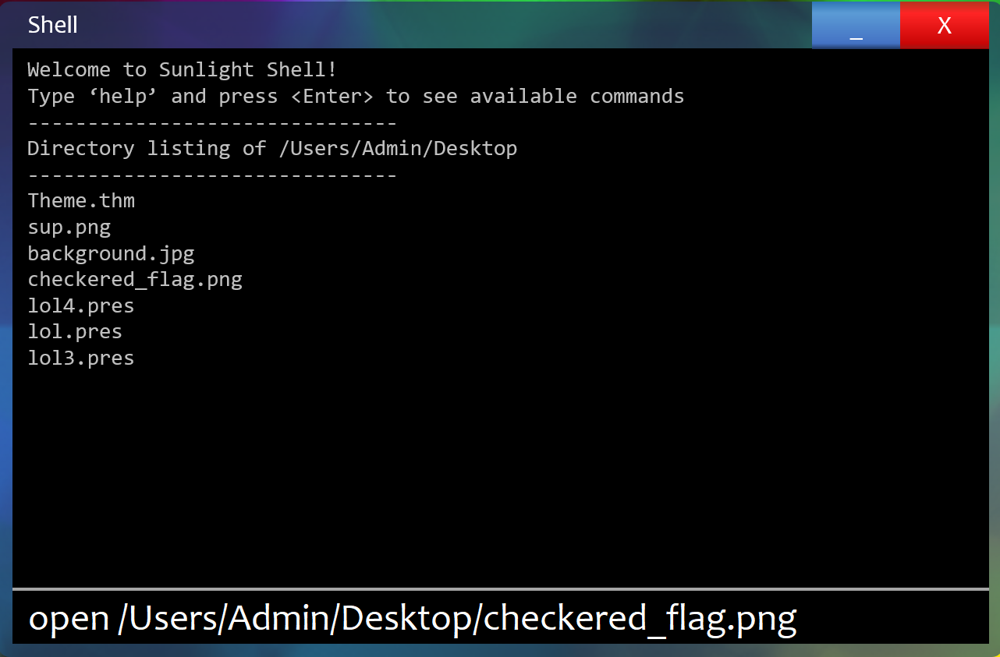 Shell
_ X
Welcome to Sunlight Shell!
Type ‘help’ and press <Enter> to see available commands
-------------------------------
Directory listing of /Users/Admin/Desktop
-------------------------------
Theme.thm
sup.png
background.jpg
checkered_flag.png
lol4.pres
lol.pres
lol3.pres
open /Users/Admin/Desktop/checkered_flag.png